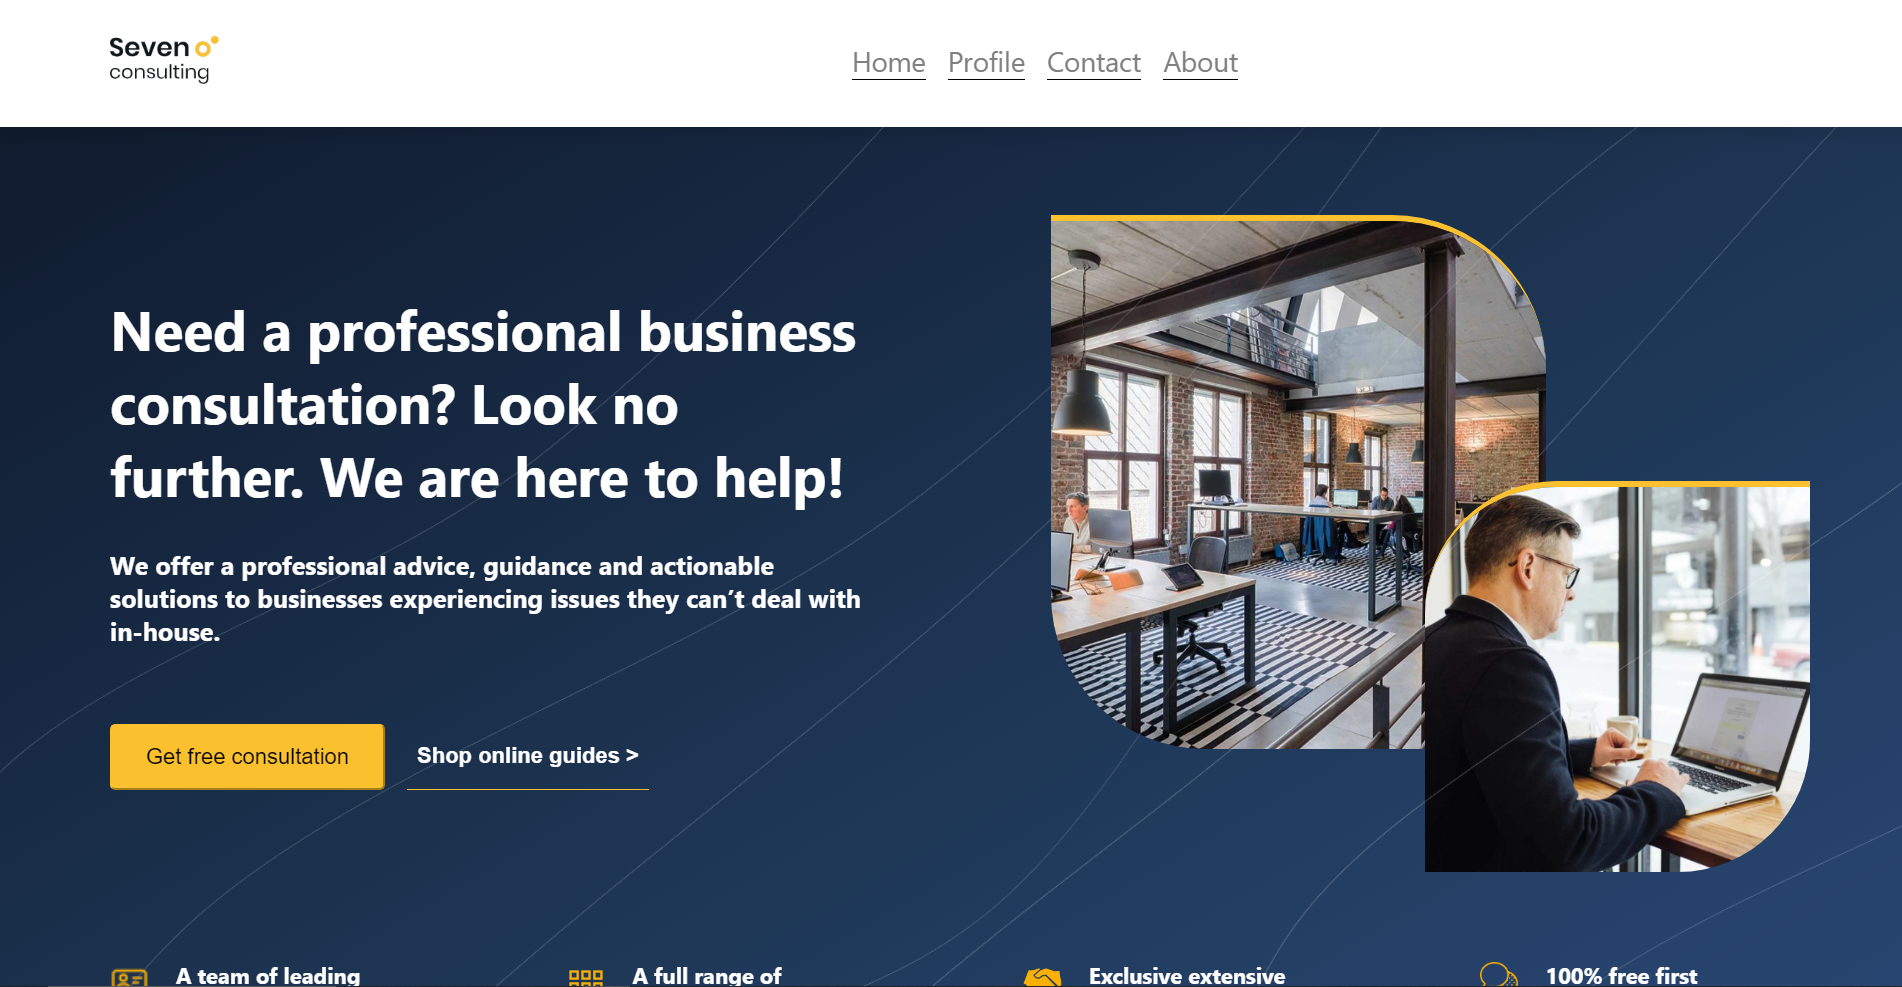 Seven
consulting
Home Profile Contact About
Need a professional business
consultation? Look no
further. We are here to help!
We offer a professional advice, guidance and actionable
solutions to businesses experiencing issues they can’t deal with
in-house.
Get free consultation
Shop online guides >
A team of leading
A full range of
Exclusive extensive
100% free first